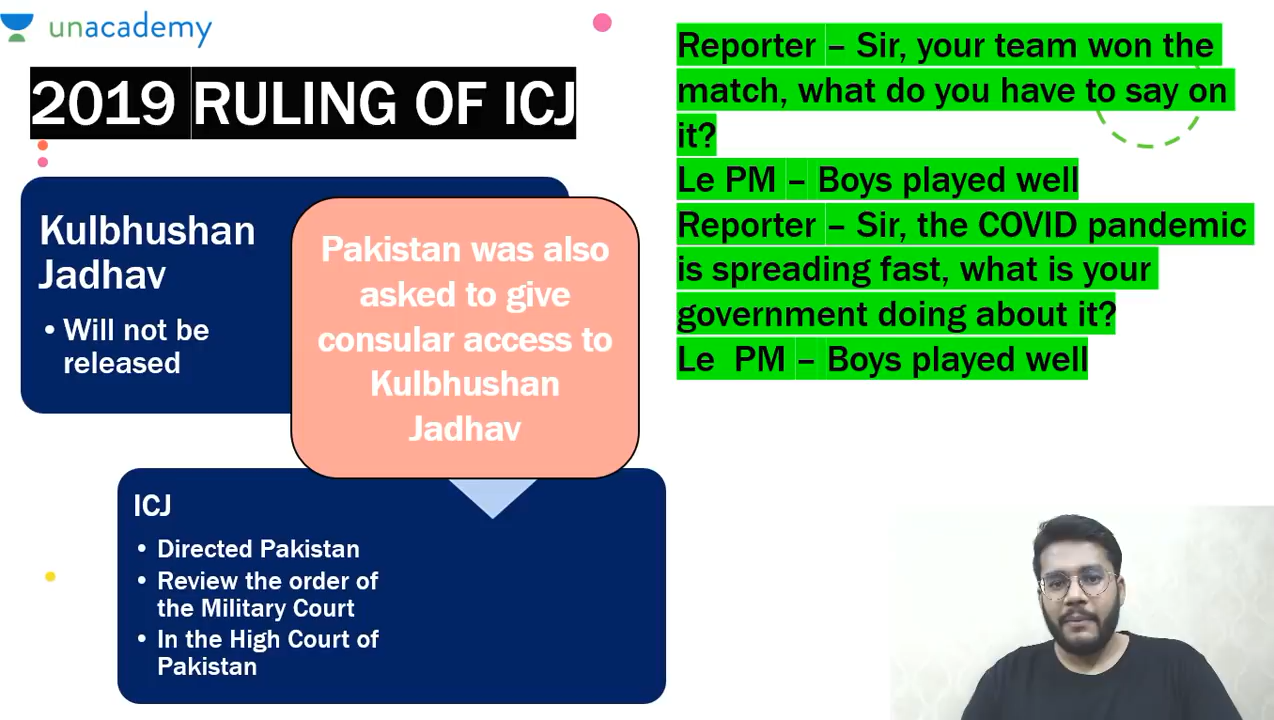 unacademy
2019 RULING OF ICJ
Kulbhushan
Jadhav
• Will not be
released
Pakistan was also
asked to give
consular access to
Kulbhushan
Jadhav
ICJ
• Directed Pakistan
• Review the order of
the Military Court
• In the High Court of
Pakistan
Reporter – Sir, your team won the
match, what do you have to say on
it?
Le PM – Boys played well
Reporter – Sir, the COVID pandemic
is spreading fast, what is your
government doing about it?
Le PM – Boys played well